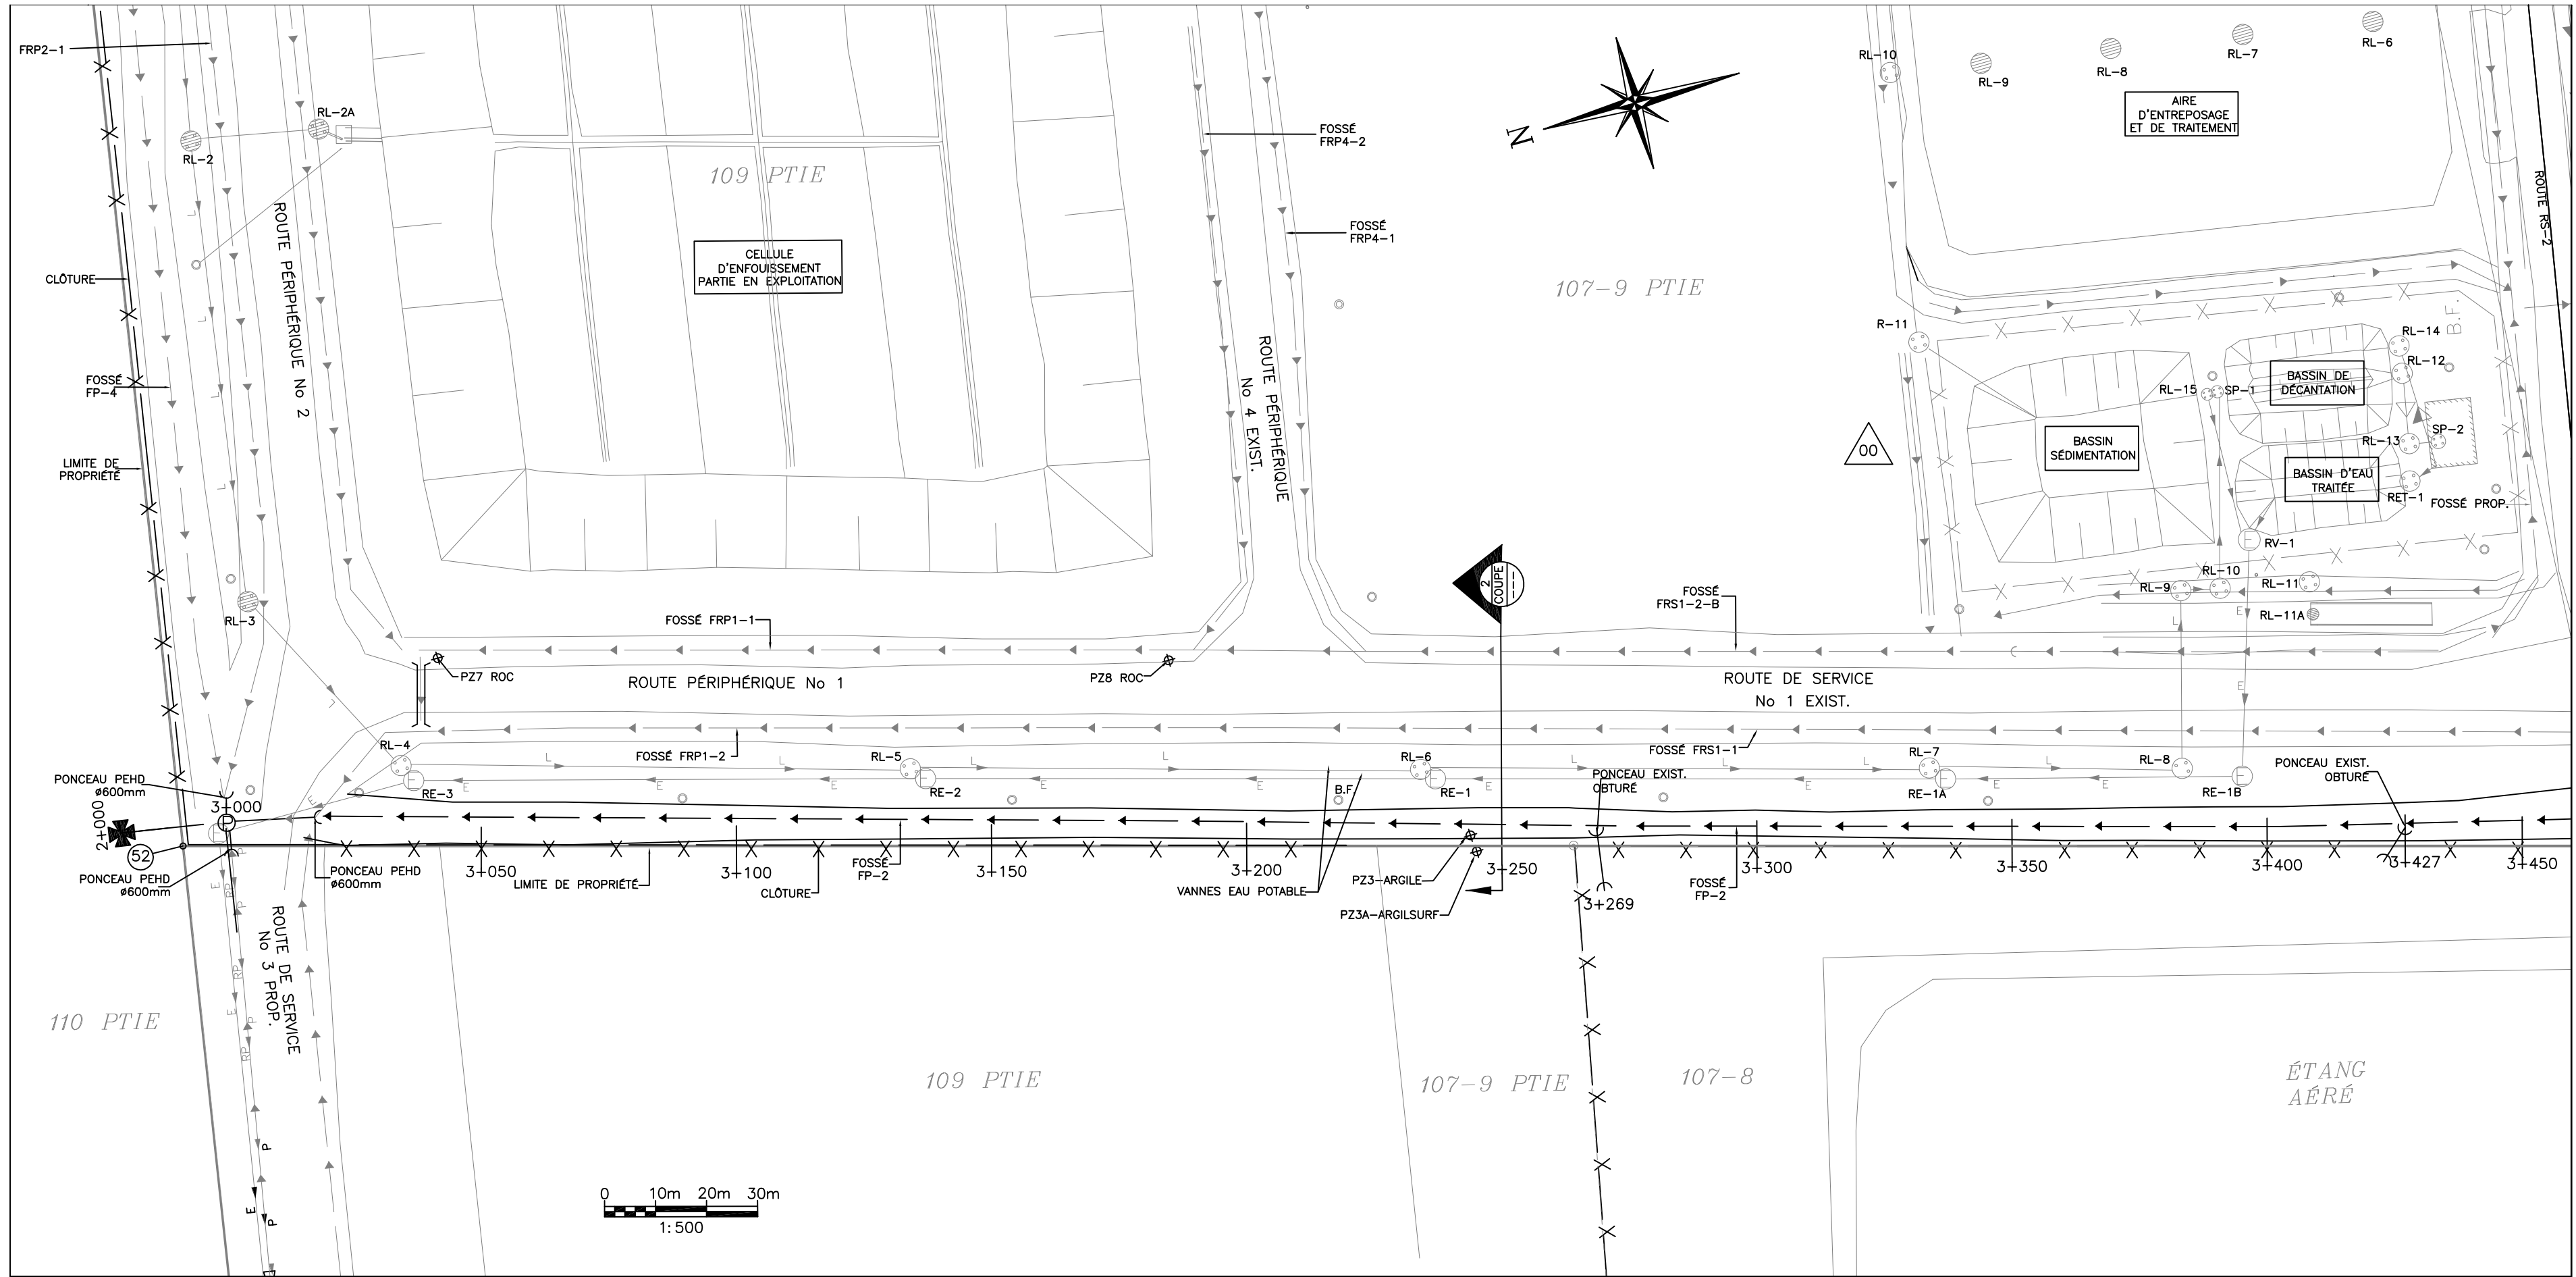 FRP2-1
RL-2A
RL-2
109 PTIE
FOSSÉ
FRP4-2
N
RL-10
RL-9
RL-8
RL-7
RL-6
AIRE
D'ENTREPOSAGE
ET DE TRAITEMENT
ROUTE RS-2
CLÔTURE
ROUTE PÉRIPHÉRIQUE No 2
CELLULE
D'ENFOUISSEMENT
PARTIE EN EXPLOITATION
FOSSÉ
FRP4-1
107-9 PTIE
B.F.
R-11
RL-14
RL-12
BASSIN DE
DÉCANTATION
RL-15
SP-1
FOSSÉ
FP-4
ROUTE PÉRIPHÉRIQUE
No 4 EXIST.
00
BASSIN
SÉDIMENTATION
RL-13
SP-2
BASSIN D'EAU
TRAITÉE
RET-1
FOSSÉ PROP.
LIMITE DE
PROPRIÉTÉ
RV-1
2
COUPE
RL-9
RL-10
RL-11
RL-11A
RL-3
FOSSÉ FRP1-1
FOSSÉ
FRS1-2-B
PZ7 ROC
PZ8 ROC
ROUTE PÉRIPHÉRIQUE No 1
ROUTE DE SERVICE
No 1 EXIST.
RL-4
FOSSÉ FRP1-2
RL-5
RL-6
FOSSÉ FRS1-1
RL-7
RL-8
PONCEAU PEHD
ø600mm
RE-3
RE-2
B.F.
RE-1
PONCEAU EXIST.
OBTURÉ
RE-1A
RE-1B
PONCEAU EXIST.
OBTURÉ
2+000
3+000
P
52
PONCEAU PEHD
ø600mm
PONCEAU PEHD
ø600mm
3+050
LIMITE DE PROPRIÉTÉ
3+100
CLÔTURE
FOSSÉ
FP-2
3+150
3+200
VANNES EAU POTABLE
PZ3-ARGILE
PZ3A-ARGILSURF
3+250
3+269
FOSSÉ
FP-2
3+300
3+350
3+400
3+427
3+450
ROUTE DE SERVICE
No 3 PROP.
110 PTIE
109 PTIE
107-9 PTIE
107-8
ÉTANG
AÉRÉ
0 10m 20m 30m
1:500